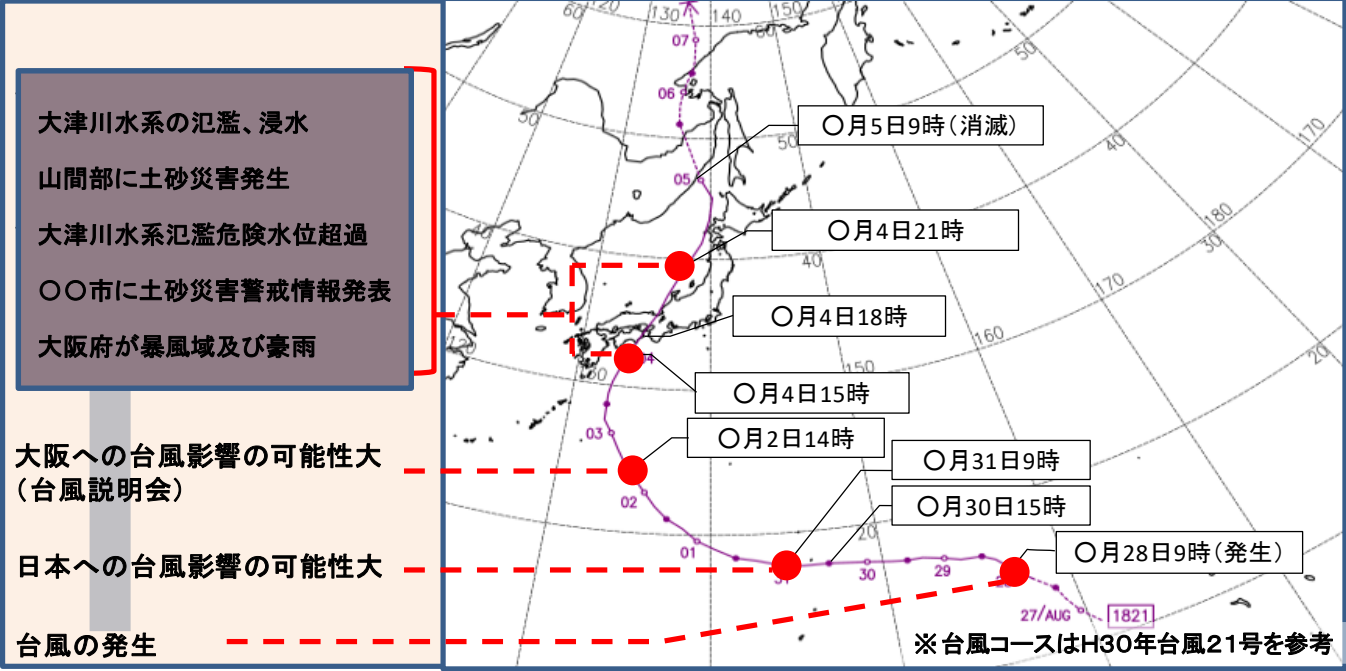 大津川水系の氾濫、浸水
山間部に土砂災害発生
大津川水系氾濫危険水位超過
〇〇市に土砂災害警戒情報発表
大阪府が暴風域及び豪雨
大阪への台風影響の可能性大
（台風説明会）
日本への台風影響の可能性大
台風の発生
120
130
140
150
60
50
50
170
07
06
〇月5日9時（消滅）
50
40
05
180
〇月4日21時
30
40
170
〇月4日18時
160
20
150
〇月4日15時
03
〇月2日14時
〇月31日9時
02
〇月30日15時
20
01
〇月28日9時（発生）
30
29
27/AUG
1821
※台風コースはH30年台風21号を参考